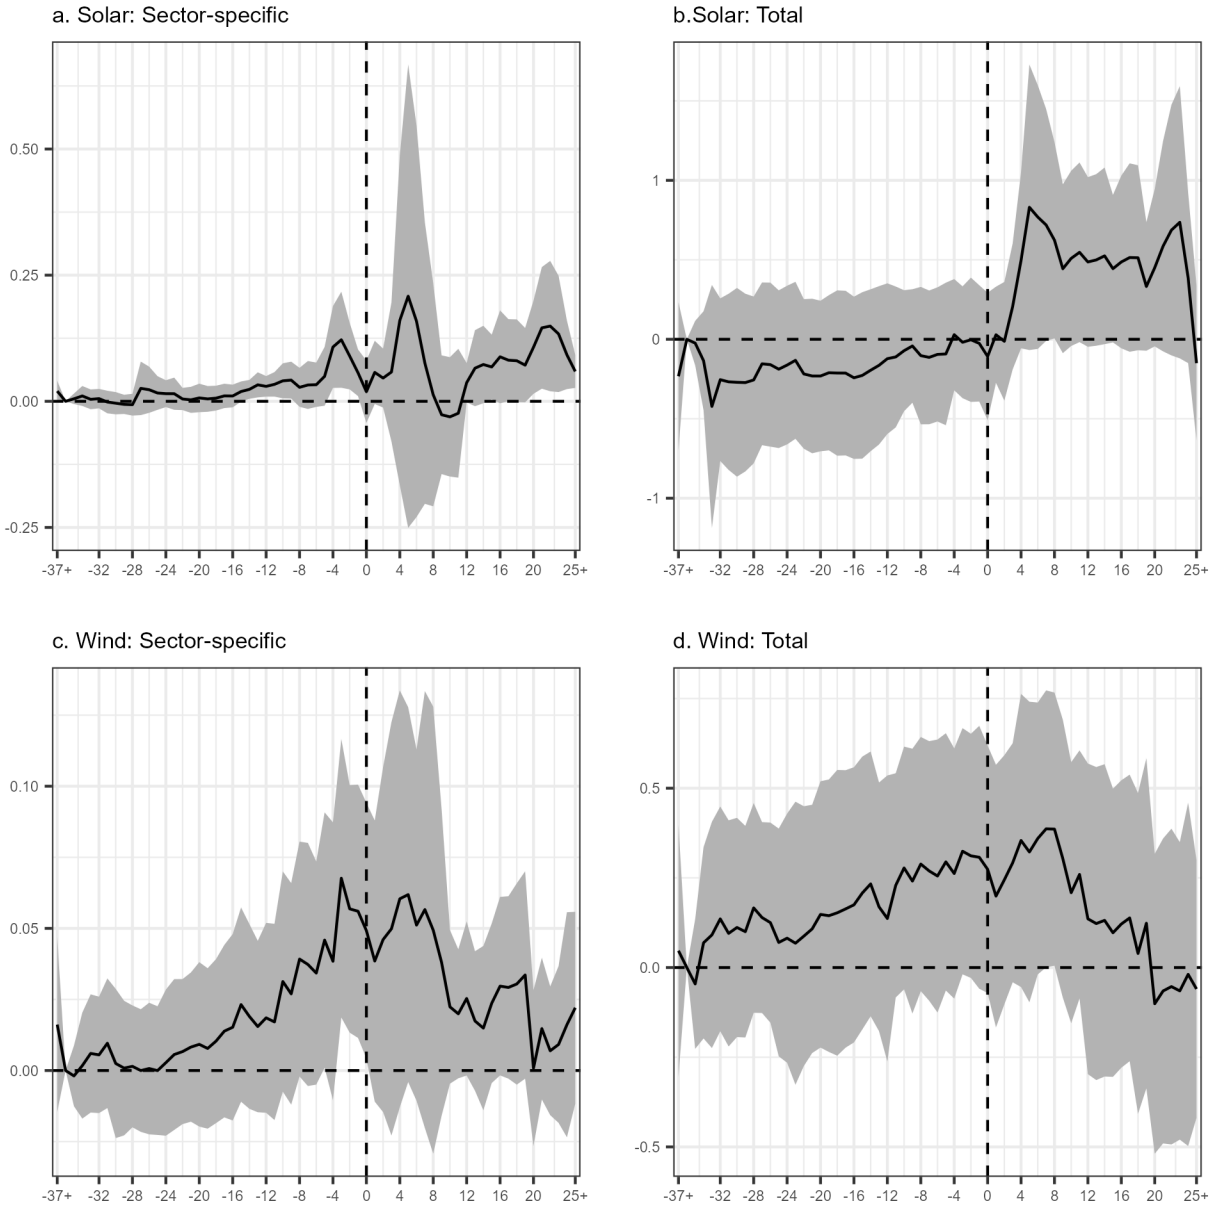 a. Solar: Sector-specific
0.50
0.25
0.00
-0.25
-37+ -32 -28 -24 -20 -16 -12 -8 -4 0 4 8 12 16 20 25+
b.Solar: Total
1
0
-1
-37+ -32 -28 -24 -20 -16 -12 -8 -4 0 4 8 12 16 20 25+
c. Wind: Sector-specific
0.10
0.05
0.00
-37+ -32 -28 -24 -20 -16 -12 -8 -4 0 4 8 12 16 20 25+
d. Wind: Total
0.5
0.0
-0.5
-37+ -32 -28 -24 -20 -16 -12 -8 -4 0 4 8 12 16 20 25+